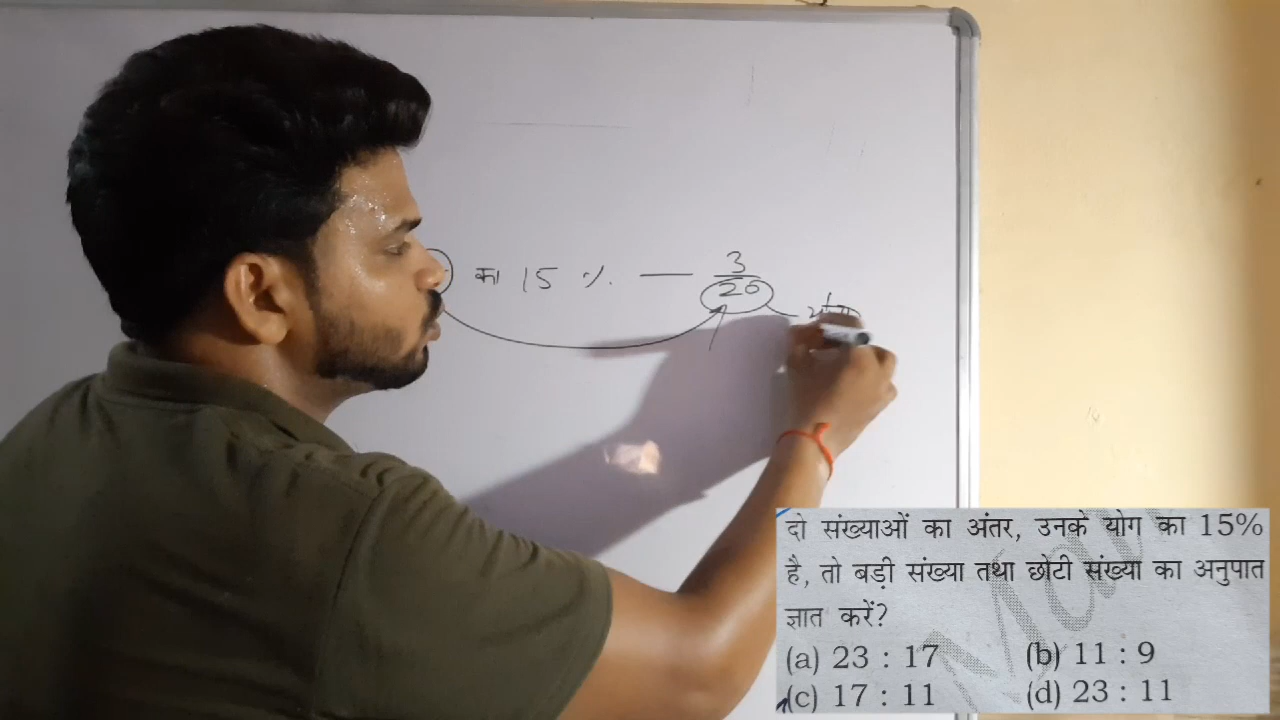 का 15 % — 3/20
योग
दो संख्याओं का अंतर, उनके योग का 15%
है, तो बड़ी संख्या तथा छोटी संख्या का अनुपात
ज्ञात करें?
(a) 23 : 17 (b) 11 : 9
(c) 17 : 11 (d) 23 : 11